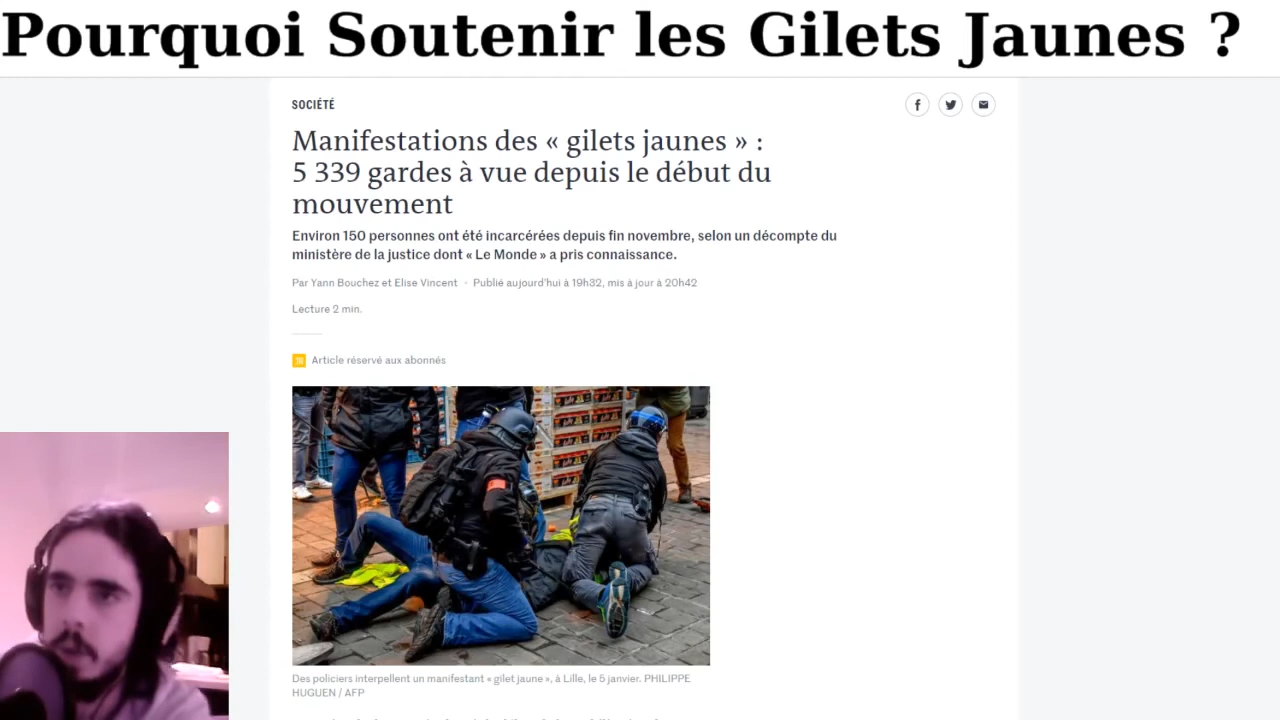 Pourquoi Soutenir les Gilets Jaunes ?
SOCIÉTÉ
Manifestations des « gilets jaunes » :
5 339 gardes à vue depuis le début du
mouvement
Environ 150 personnes ont été incarcérées depuis fin novembre, selon un décompte du
ministère de la justice dont « Le Monde » a pris connaissance.
Par Yann Bouchez et Elise Vincent • Publié aujourd'hui à 19h32, mis à jour à 20h42
Lecture 2 min.
Article réservé aux abonnés
Des policiers interpellent un manifestant « gilet jaune », à Lille, le 5 janvier. PHILIPPE
HUGUEN / AFP